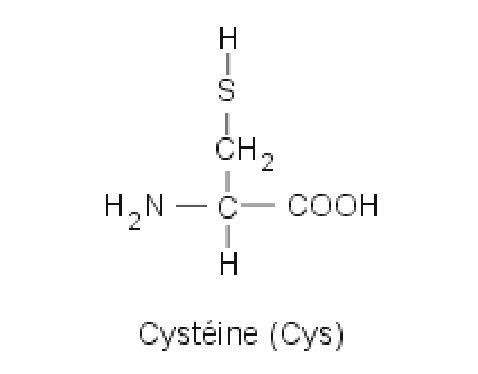 H
S
CH₂
H₂N — C — COOH
H
Cystéine (Cys)